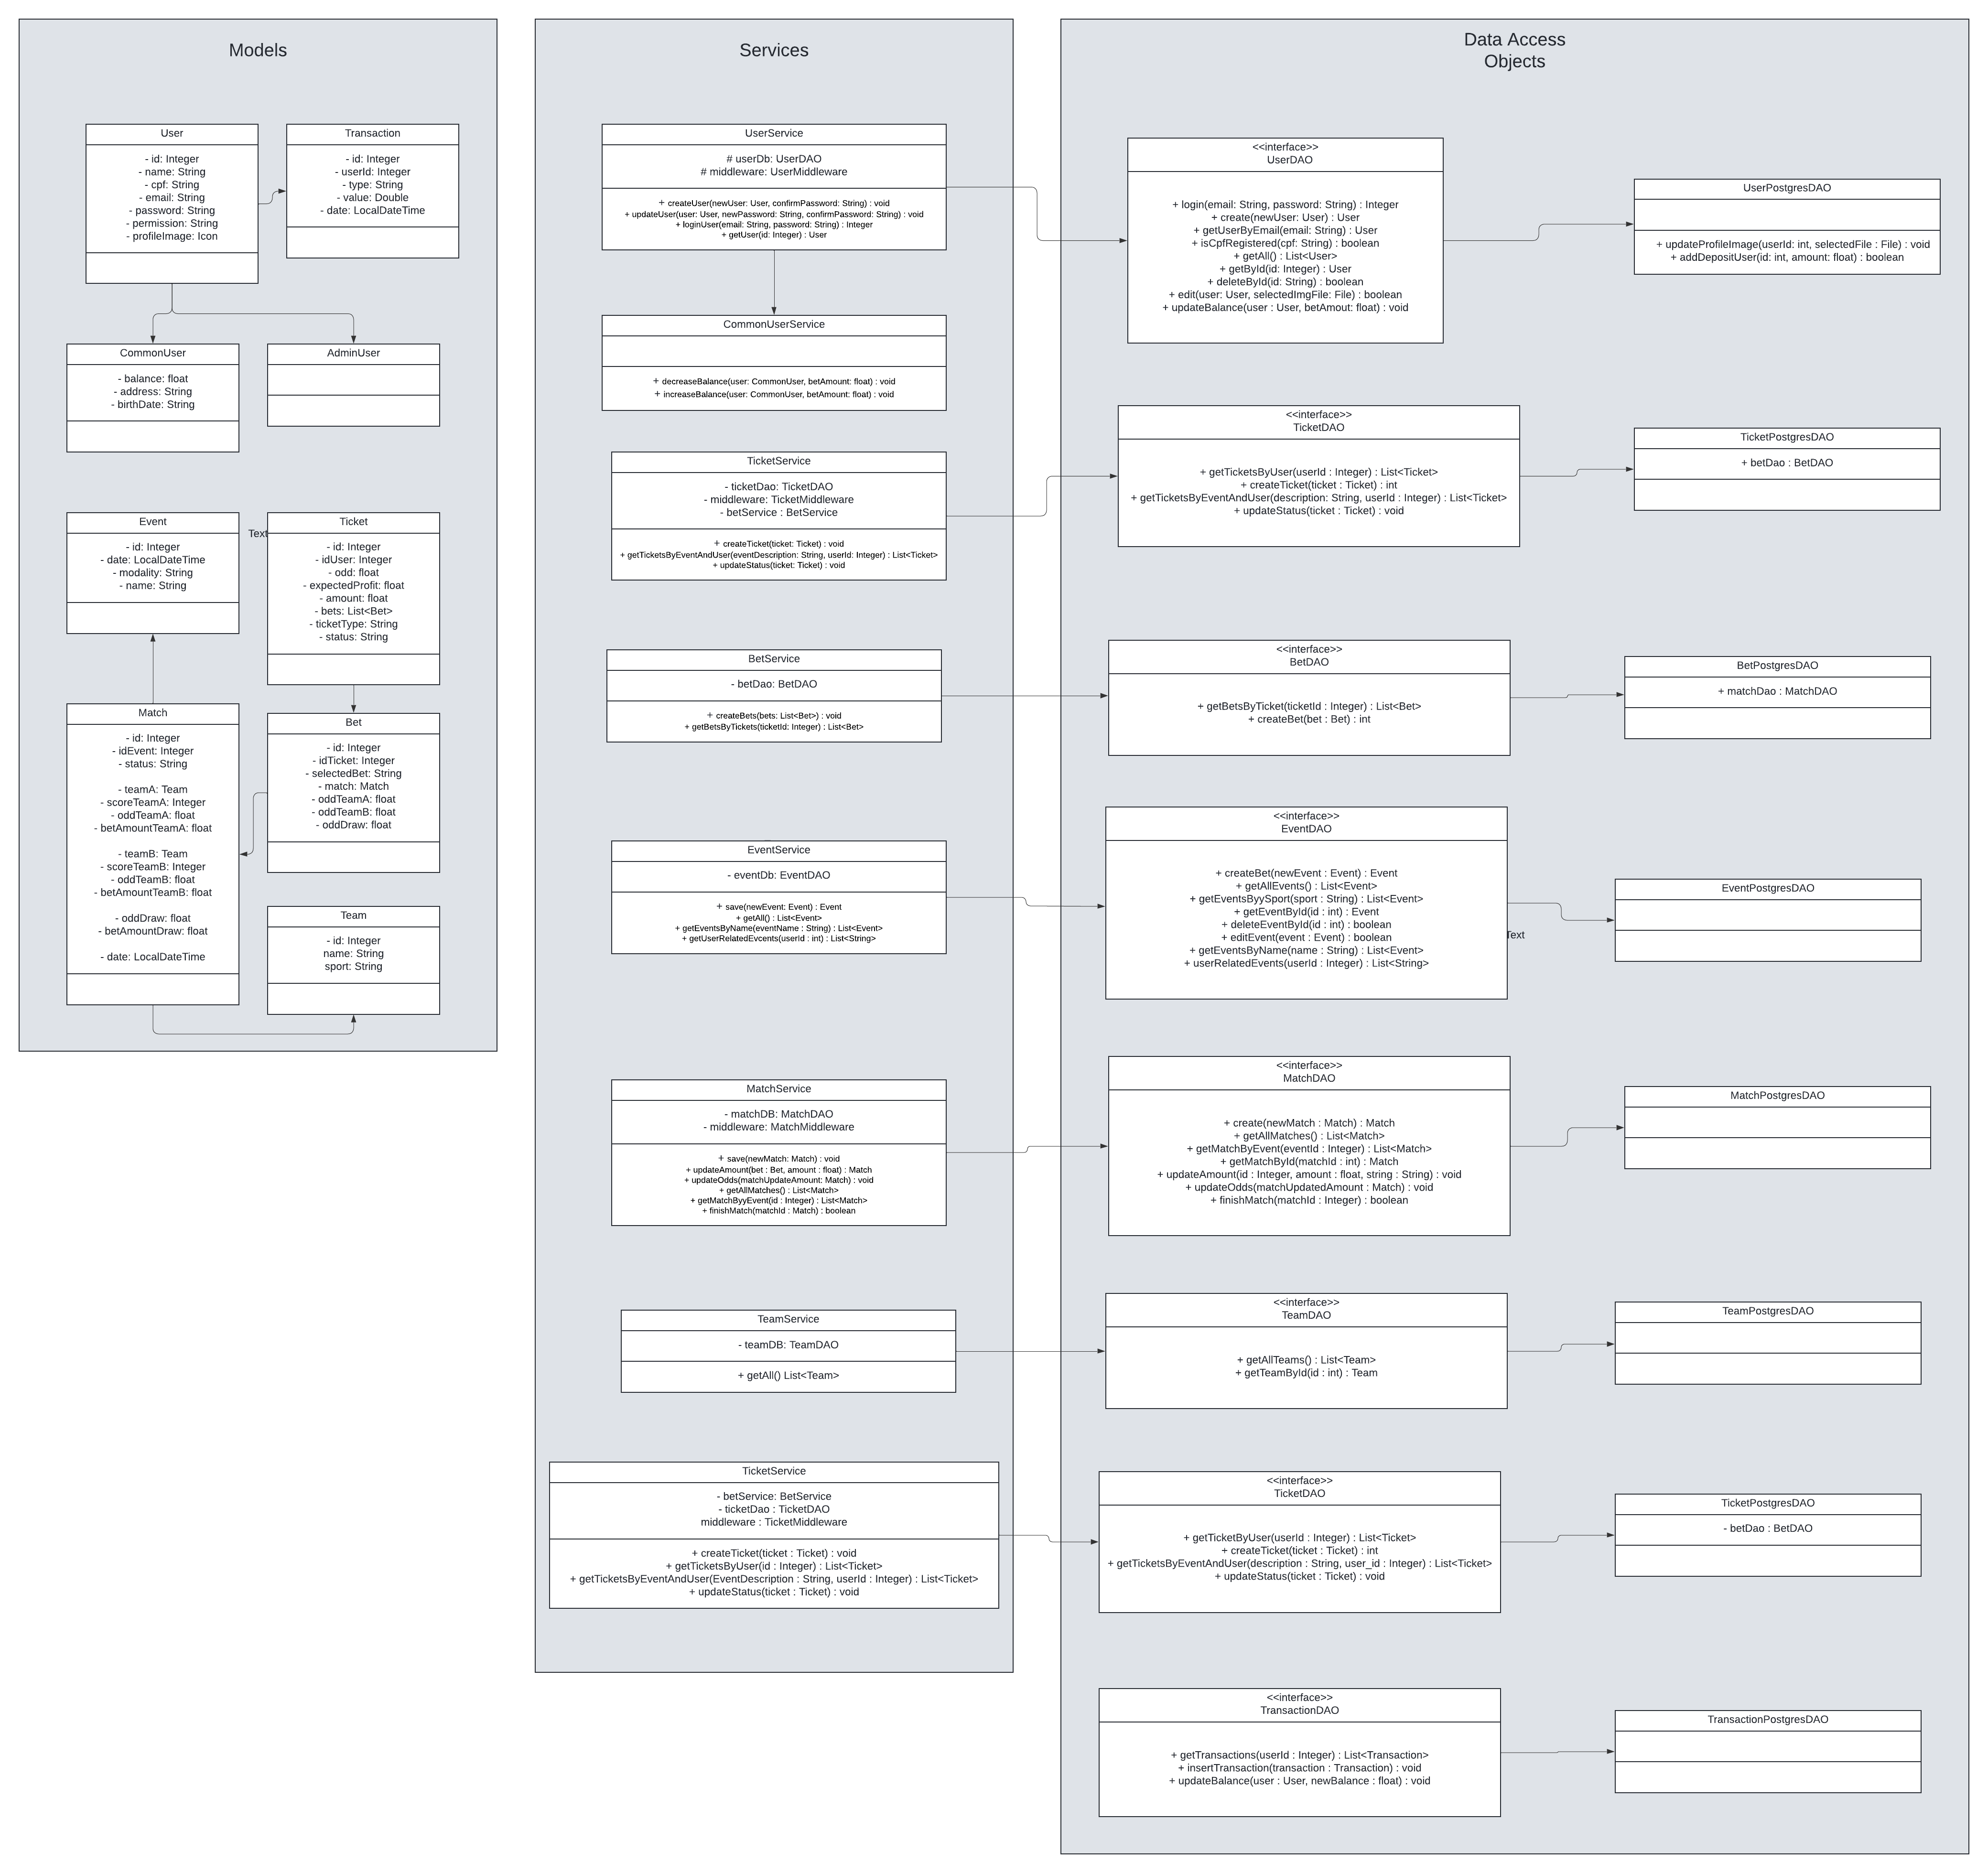 Models
User
- id: Integer
- name: String
- cpf: String
- email: String
- password: String
- permission: String
- profileImage: Icon
Transaction
- id: Integer
- userId: Integer
- type: String
- value: Double
- date: LocalDateTime
CommonUser
- balance: float
- address: String
- birthDate: String
AdminUser
Event
- id: Integer
- date: LocalDateTime
- modality: String
- name: String
Text
Ticket
- id: Integer
- idUser: Integer
- odd: float
- expectedProfit: float
- amount: float
- bets: List<Bet>
- ticketType: String
- status: String
Match
- id: Integer
- idEvent: Integer
- status: String
- teamA: Team
- scoreTeamA: Integer
- oddTeamA: float
- betAmountTeamA: float
- teamB: Team
- scoreTeamB: Integer
- oddTeamB: float
- betAmountTeamB: float
- oddDraw: float
- betAmountDraw: float
- date: LocalDateTime
Bet
- id: Integer
- idTicket: Integer
- selectedBet: String
- match: Match
- oddTeamA: float
- oddTeamB: float
- oddDraw: float
Team
- id: Integer
name: String
sport: String
Services
UserService
# userDb: UserDAO
# middleware: UserMiddleware
+ createUser(newUser: User, confirmPassword: String) : void
+ updateUser(user: User, newPassword: String, confirmPassword: String) : void
+ loginUser(email: String, password: String) : Integer
+ getUser(id: Integer) : User
CommonUserService
+ decreaseBalance(user: CommonUser, betAmount: float) : void
+ increaseBalance(user: CommonUser, betAmount: float) : void
TicketService
- ticketDao: TicketDAO
- middleware: TicketMiddleware
- betService : BetService
+ createTicket(ticket: Ticket) : void
+ getTicketsByEventAndUser(eventDescription: String, userId: Integer) : List<Ticket>
+ updateStatus(ticket: Ticket) : void
BetService
- betDao: BetDAO
+ createBets(bets: List<Bet>) : void
+ getBetsByTickets(ticketId: Integer) : List<Bet>
EventService
- eventDb: EventDAO
+ save(newEvent: Event) : Event
+ getAll() : List<Event>
+ getEventsByName(eventName : String) : List<Event>
+ getUserRelatedEvcents(userId : int) : List<String>
MatchService
- matchDB: MatchDAO
- middleware: MatchMiddleware
+ save(newMatch: Match) : void
+ updateAmount(bet : Bet, amount : float) : Match
+ updateOdds(matchUpdateAmount: Match) : void
+ getAllMatches() : List<Match>
+ getMatchByyEvent(id : Integer) : List<Match>
+ finishMatch(matchId : Match) : boolean
TeamService
- teamDB: TeamDAO
+ getAll() List<Team>
TicketService
- betService: BetService
- ticketDao : TicketDAO
middleware : TicketMiddleware
+ createTicket(ticket : Ticket) : void
+ getTicketsByUser(id : Integer) : List<Ticket>
+ getTicketsByEventAndUser(EventDescription : String, userId : Integer) : List<Ticket>
+ updateStatus(ticket : Ticket) : void
Data Access
Objects
<<interface>>
UserDAO
+ login(email: String, password: String) : Integer
+ create(newUser: User) : User
+ getUserByEmail(email: String) : User
+ isCpfRegistered(cpf: String) : boolean
+ getAll() : List<User>
+ getById(id: Integer) : User
+ deleteById(id: String) : boolean
+ edit(user: User, selectedImgFile: File) : boolean
+ updateBalance(user : User, betAmout: float) : void
UserPostgresDAO
+ updateProfileImage(userId: int, selectedFile : File) : void
+ addDepositUser(id: int, amount: float) : boolean
<<interface>>
TicketDAO
+ getTicketsByUser(userId : Integer) : List<Ticket>
+ createTicket(ticket : Ticket) : int
+ getTicketsByEventAndUser(description: String, userId : Integer) : List<Ticket>
+ updateStatus(ticket : Ticket) : void
TicketPostgresDAO
+ betDao : BetDAO
<<interface>>
BetDAO
+ getBetsByTicket(ticketId : Integer) : List<Bet>
+ createBet(bet : Bet) : int
BetPostgresDAO
+ matchDao : MatchDAO
<<interface>>
EventDAO
+ createBet(newEvent : Event) : Event
+ getAllEvents() : List<Event>
+ getEventsByySport(sport : String) : List<Event>
+ getEventById(id : int) : Event
+ deleteEventById(id : int) : boolean
+ editEvent(event : Event) : boolean
+ getEventsByName(name : String) : List<Event>
+ userRelatedEvents(userId : Integer) : List<String>
Text
EventPostgresDAO
<<interface>>
MatchDAO
+ create(newMatch : Match) : Match
+ getAllMatches() : List<Match>
+ getMatchByEvent(eventId : Integer) : List<Match>
+ getMatchById(matchId : int) : Match
+ updateAmount(id : Integer, amount : float, string : String) : void
+ updateOdds(matchUpdatedAmount : Match) : void
+ finishMatch(matchId : Integer) : boolean
MatchPostgresDAO
<<interface>>
TeamDAO
+ getAllTeams() : List<Team>
+ getTeamById(id : int) : Team
TeamPostgresDAO
<<interface>>
TicketDAO
+ getTicketByUser(userId : Integer) : List<Ticket>
+ createTicket(ticket : Ticket) : int
+ getTicketsByEventAndUser(description : String, user_id : Integer) : List<Ticket>
+ updateStatus(ticket : Ticket) : void
TicketPostgresDAO
- betDao : BetDAO
<<interface>>
TransactionDAO
+ getTransactions(userId : Integer) : List<Transaction>
+ insertTransaction(transaction : Transaction) : void
+ updateBalance(user : User, newBalance : float) : void
TransactionPostgresDAO